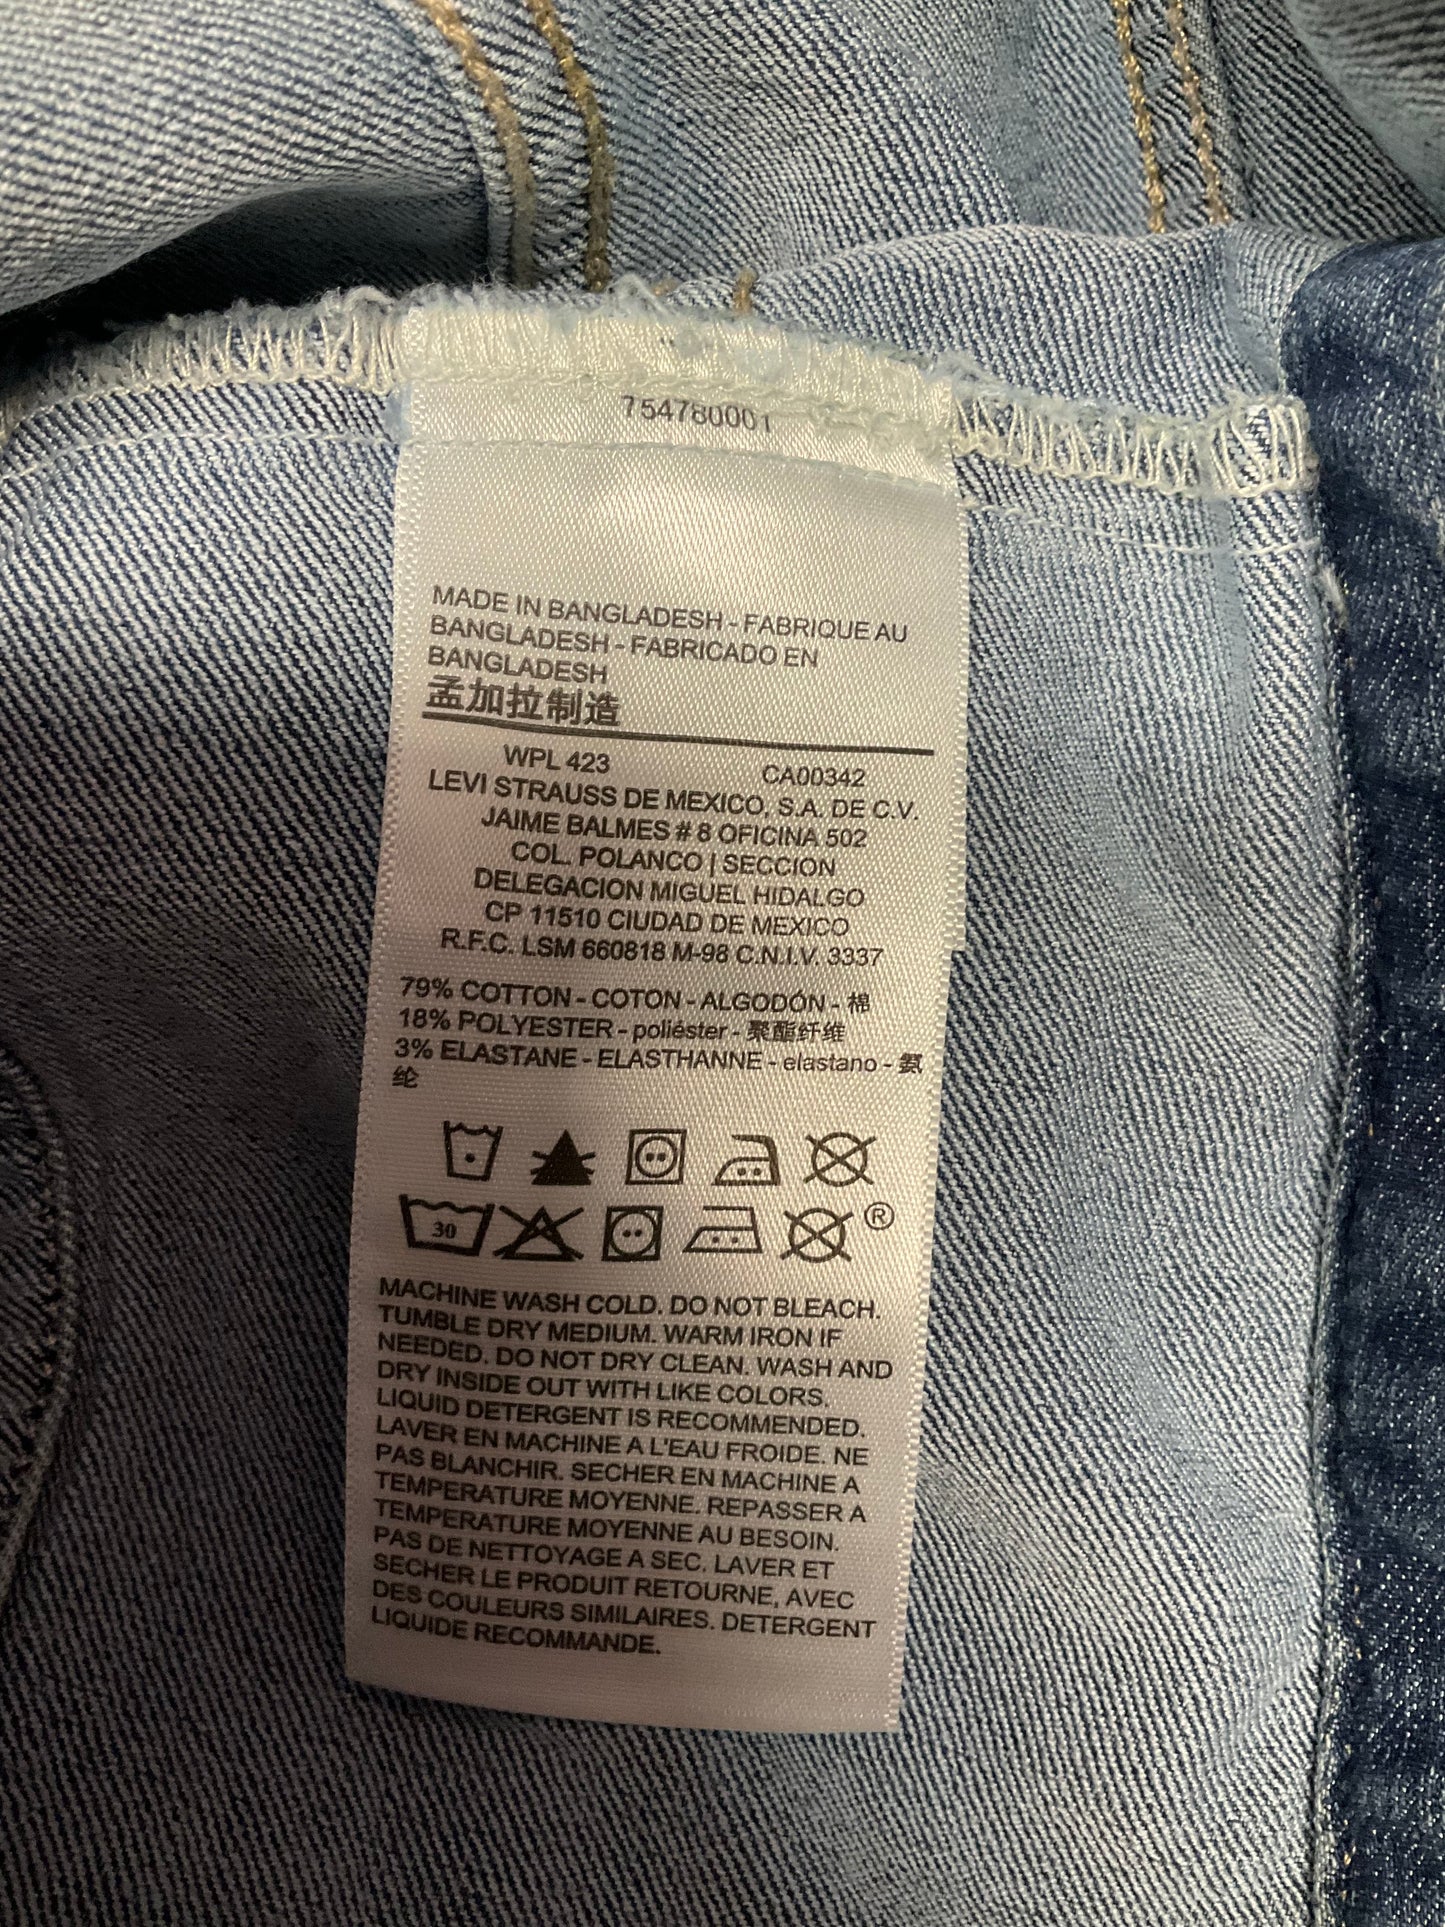 754780001
MADE IN BANGLADESH - FABRIQUE AU
BANGLADESH - FABRICADO EN
BANGLADESH
孟加拉制造
WPL 423 CA00342
LEVI STRAUSS DE MEXICO, S.A. DE C.V.
JAIME BALMES # 8 OFICINA 502
COL. POLANCO | SECCION
DELEGACION MIGUEL HIDALGO
CP 11510 CIUDAD DE MEXICO
R.F.C. LSM 660818 M-98 C.N.I.V. 3337
79% COTTON - COTON - ALGODÓN - 棉
18% POLYESTER - poliéster - 聚酯纤维
3% ELASTANE - ELASTHANNE - elastano - 氨
纶
30 ®
MACHINE WASH COLD. DO NOT BLEACH.
TUMBLE DRY MEDIUM. WARM IRON IF
NEEDED. DO NOT DRY CLEAN. WASH AND
DRY INSIDE OUT WITH LIKE COLORS.
LIQUID DETERGENT IS RECOMMENDED.
LAVER EN MACHINE A L'EAU FROIDE. NE
PAS BLANCHIR. SECHER EN MACHINE A
TEMPERATURE MOYENNE. REPASSER A
TEMPERATURE MOYENNE AU BESOIN.
PAS DE NETTOYAGE A SEC. LAVER ET
SECHER LE PRODUIT RETOURNE, AVEC
DES COULEURS SIMILAIRES. DETERGENT
LIQUIDE RECOMMANDE.